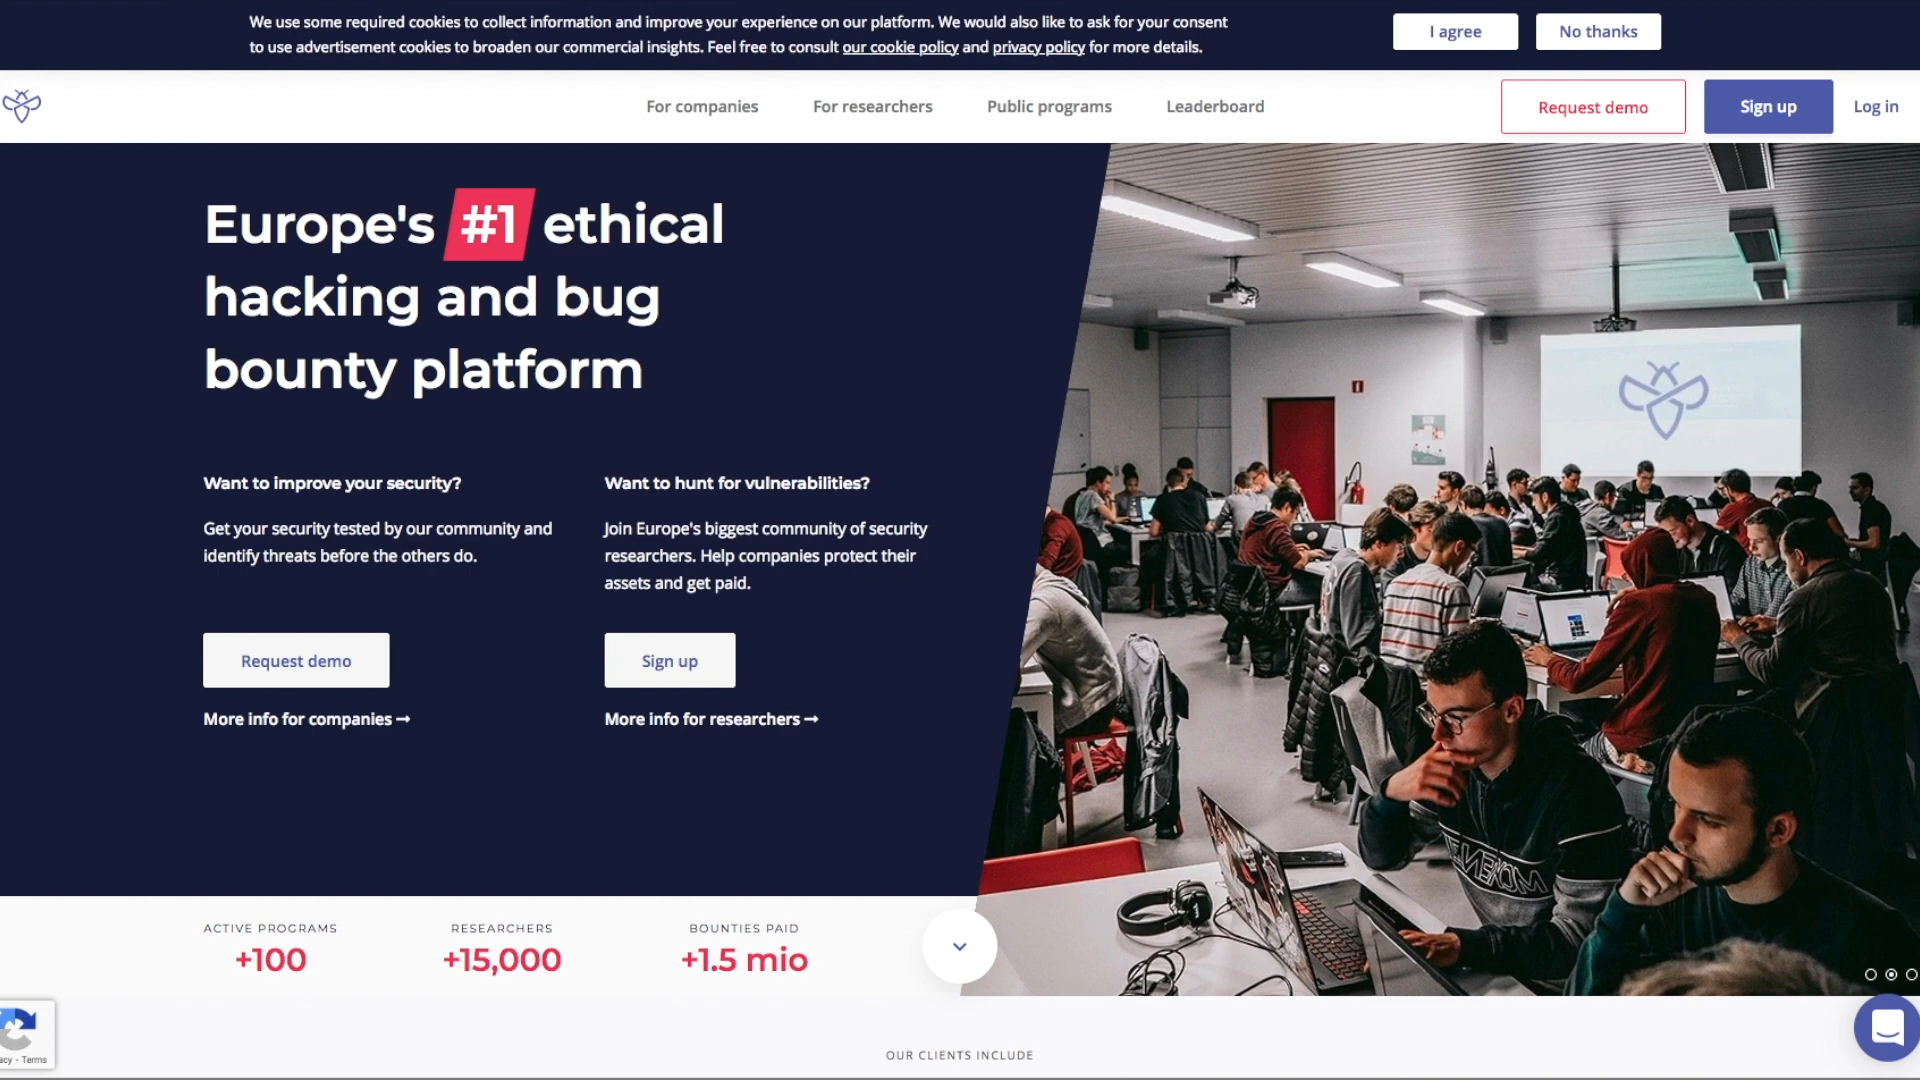 We use some required cookies to collect information and improve your experience on our platform. We would also like to ask for your consent
to use advertisement cookies to broaden our commercial insights. Feel free to consult our cookie policy and privacy policy for more details.
I agree
No thanks
For companies
For researchers
Public programs
Leaderboard
Request demo
Sign up
Log in
Europe's #1 ethical
hacking and bug
bounty platform
Want to improve your security?
Get your security tested by our community and
identify threats before the others do.
Request demo
More info for companies →
Want to hunt for vulnerabilities?
Join Europe's biggest community of security
researchers. Help companies protect their
assets and get paid.
Sign up
More info for researchers →
ACTIVE PROGRAMS
+100
RESEARCHERS
+15,000
BOUNTIES PAID
+1.5 mio
- Terms
OUR CLIENTS INCLUDE